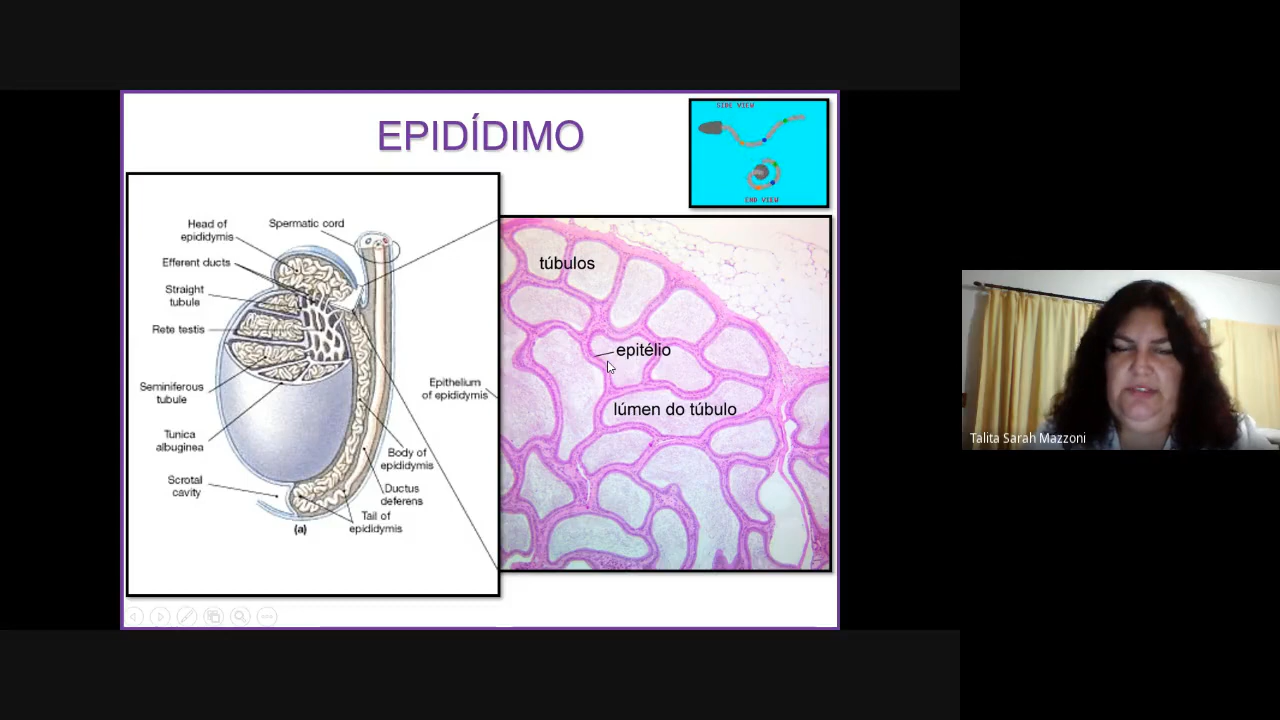 EPIDÍDIMO
SIDE VIEW
END VIEW
Head of
epididymis
Spermatic cord
Efferent ducts
Straight
tubule
Rete testis
Seminiferous
tubule
Tunica
albuginea
Scrotal
cavity
Epithelium
of epididymis
Body of
epididymis
Ductus
deferens
Tail of
epididymis
(a)
túbulos
epitélio
lúmen do túbulo
Talita Sarah Mazzoni